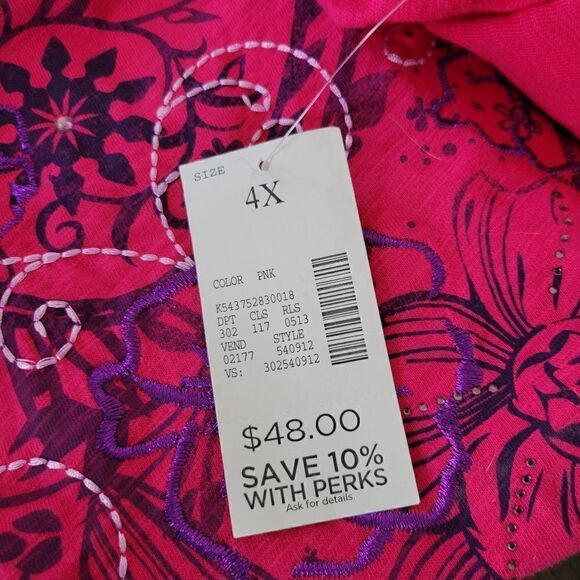 SIZE
4X
COLOR PNK
K543752830018
DPT CLS RLS
302 117 0513
VEND STYLE
02177 540912
VS: 302540912
$48.00
SAVE 10%
WITH PERKS
Ask for details.